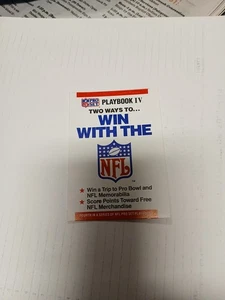 PLAYBOOK IV
TWO WAYS TO...
WIN
WITH THE
NFL
★ Win a Trip to Pro Bowl and
NFL Memorabilia
★ Score Points Toward Free
NFL Merchandise